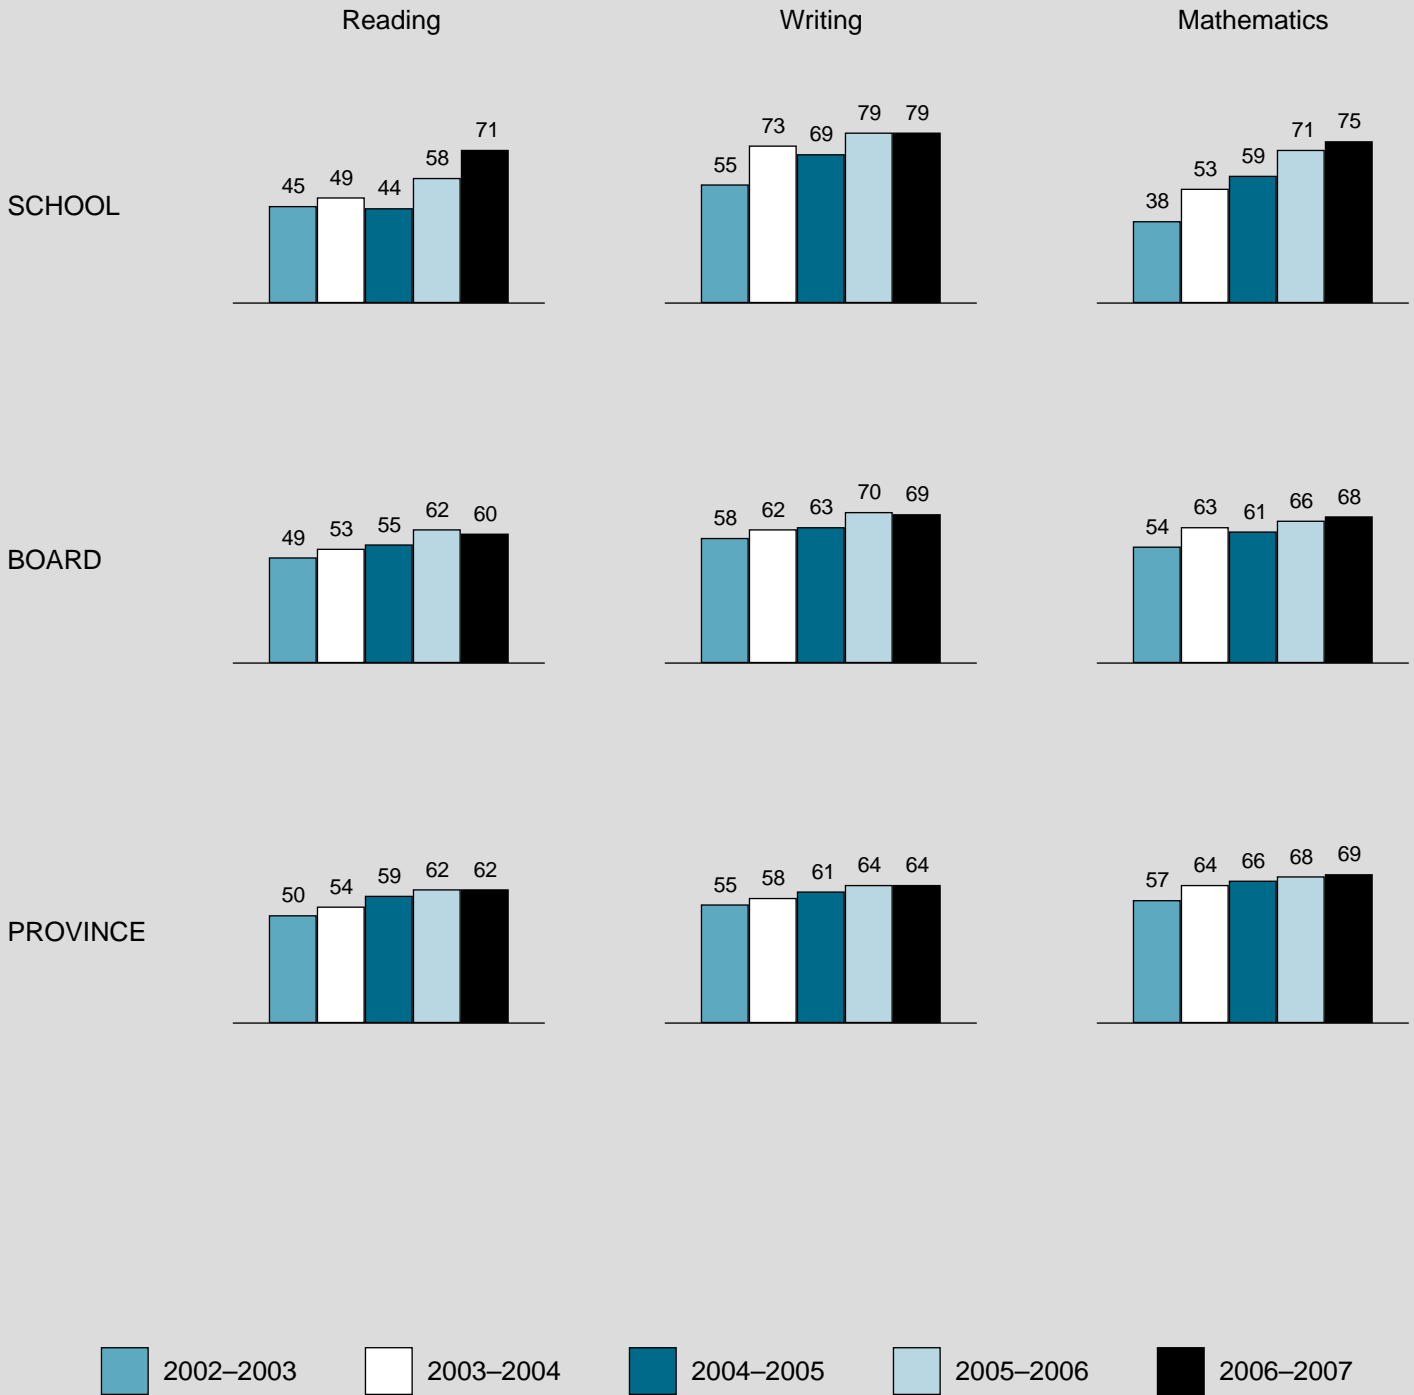 Reading Writing Mathematics
SCHOOL
45 49 44 58 71
55 73 69 79 79
38 53 59 71 75
BOARD
49 53 55 62 60
58 62 63 70 69
54 63 61 66 68
PROVINCE
50 54 59 62 62
55 58 61 64 64
57 64 66 68 69
2002–2003 2003–2004 2004–2005 2005–2006 2006–2007